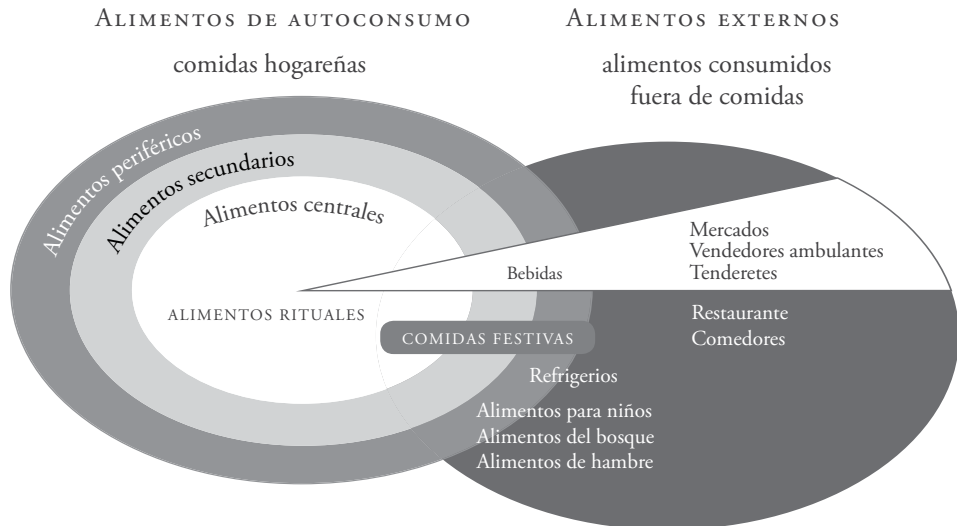 ALIMENTOS DE AUTOCONSUMO
comidas hogareñas
ALIMENTOS EXTERNOS
alimentos consumidos
fuera de comidas
Alimentos periféricos
Alimentos secundarios
Alimentos centrales
ALIMENTOS RITUALES
Bebidas
Mercados
Vendedores ambulantes
Tenderetes
Restaurante
Comedores
COMIDAS FESTIVAS
Refrigerios
Alimentos para niños
Alimentos del bosque
Alimentos de hambre